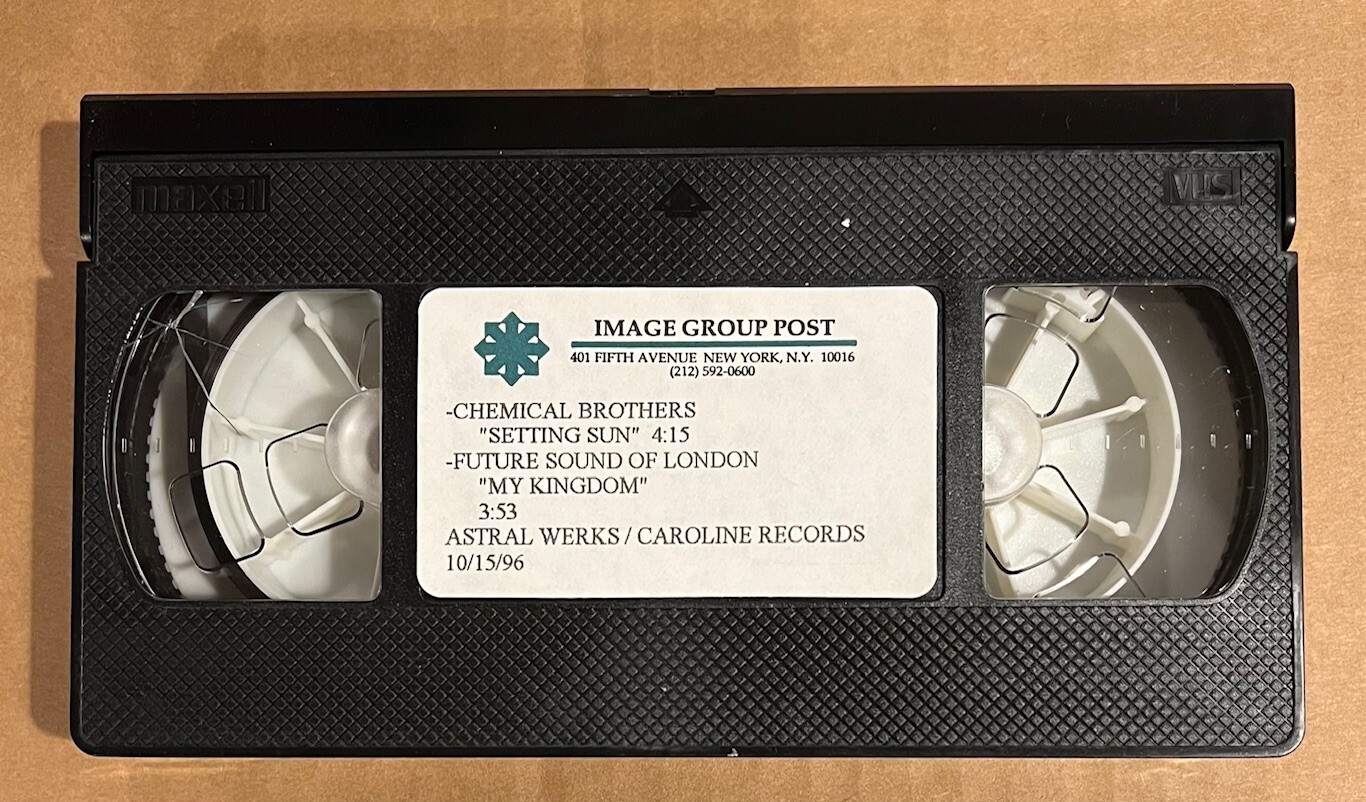 maxell
VHS
IMAGE GROUP POST
401 FIFTH AVENUE NEW YORK, N.Y. 10016
(212) 592-0600
-CHEMICAL BROTHERS
"SETTING SUN" 4:15
-FUTURE SOUND OF LONDON
"MY KINGDOM"
3:53
ASTRAL WERKS / CAROLINE RECORDS
10/15/96